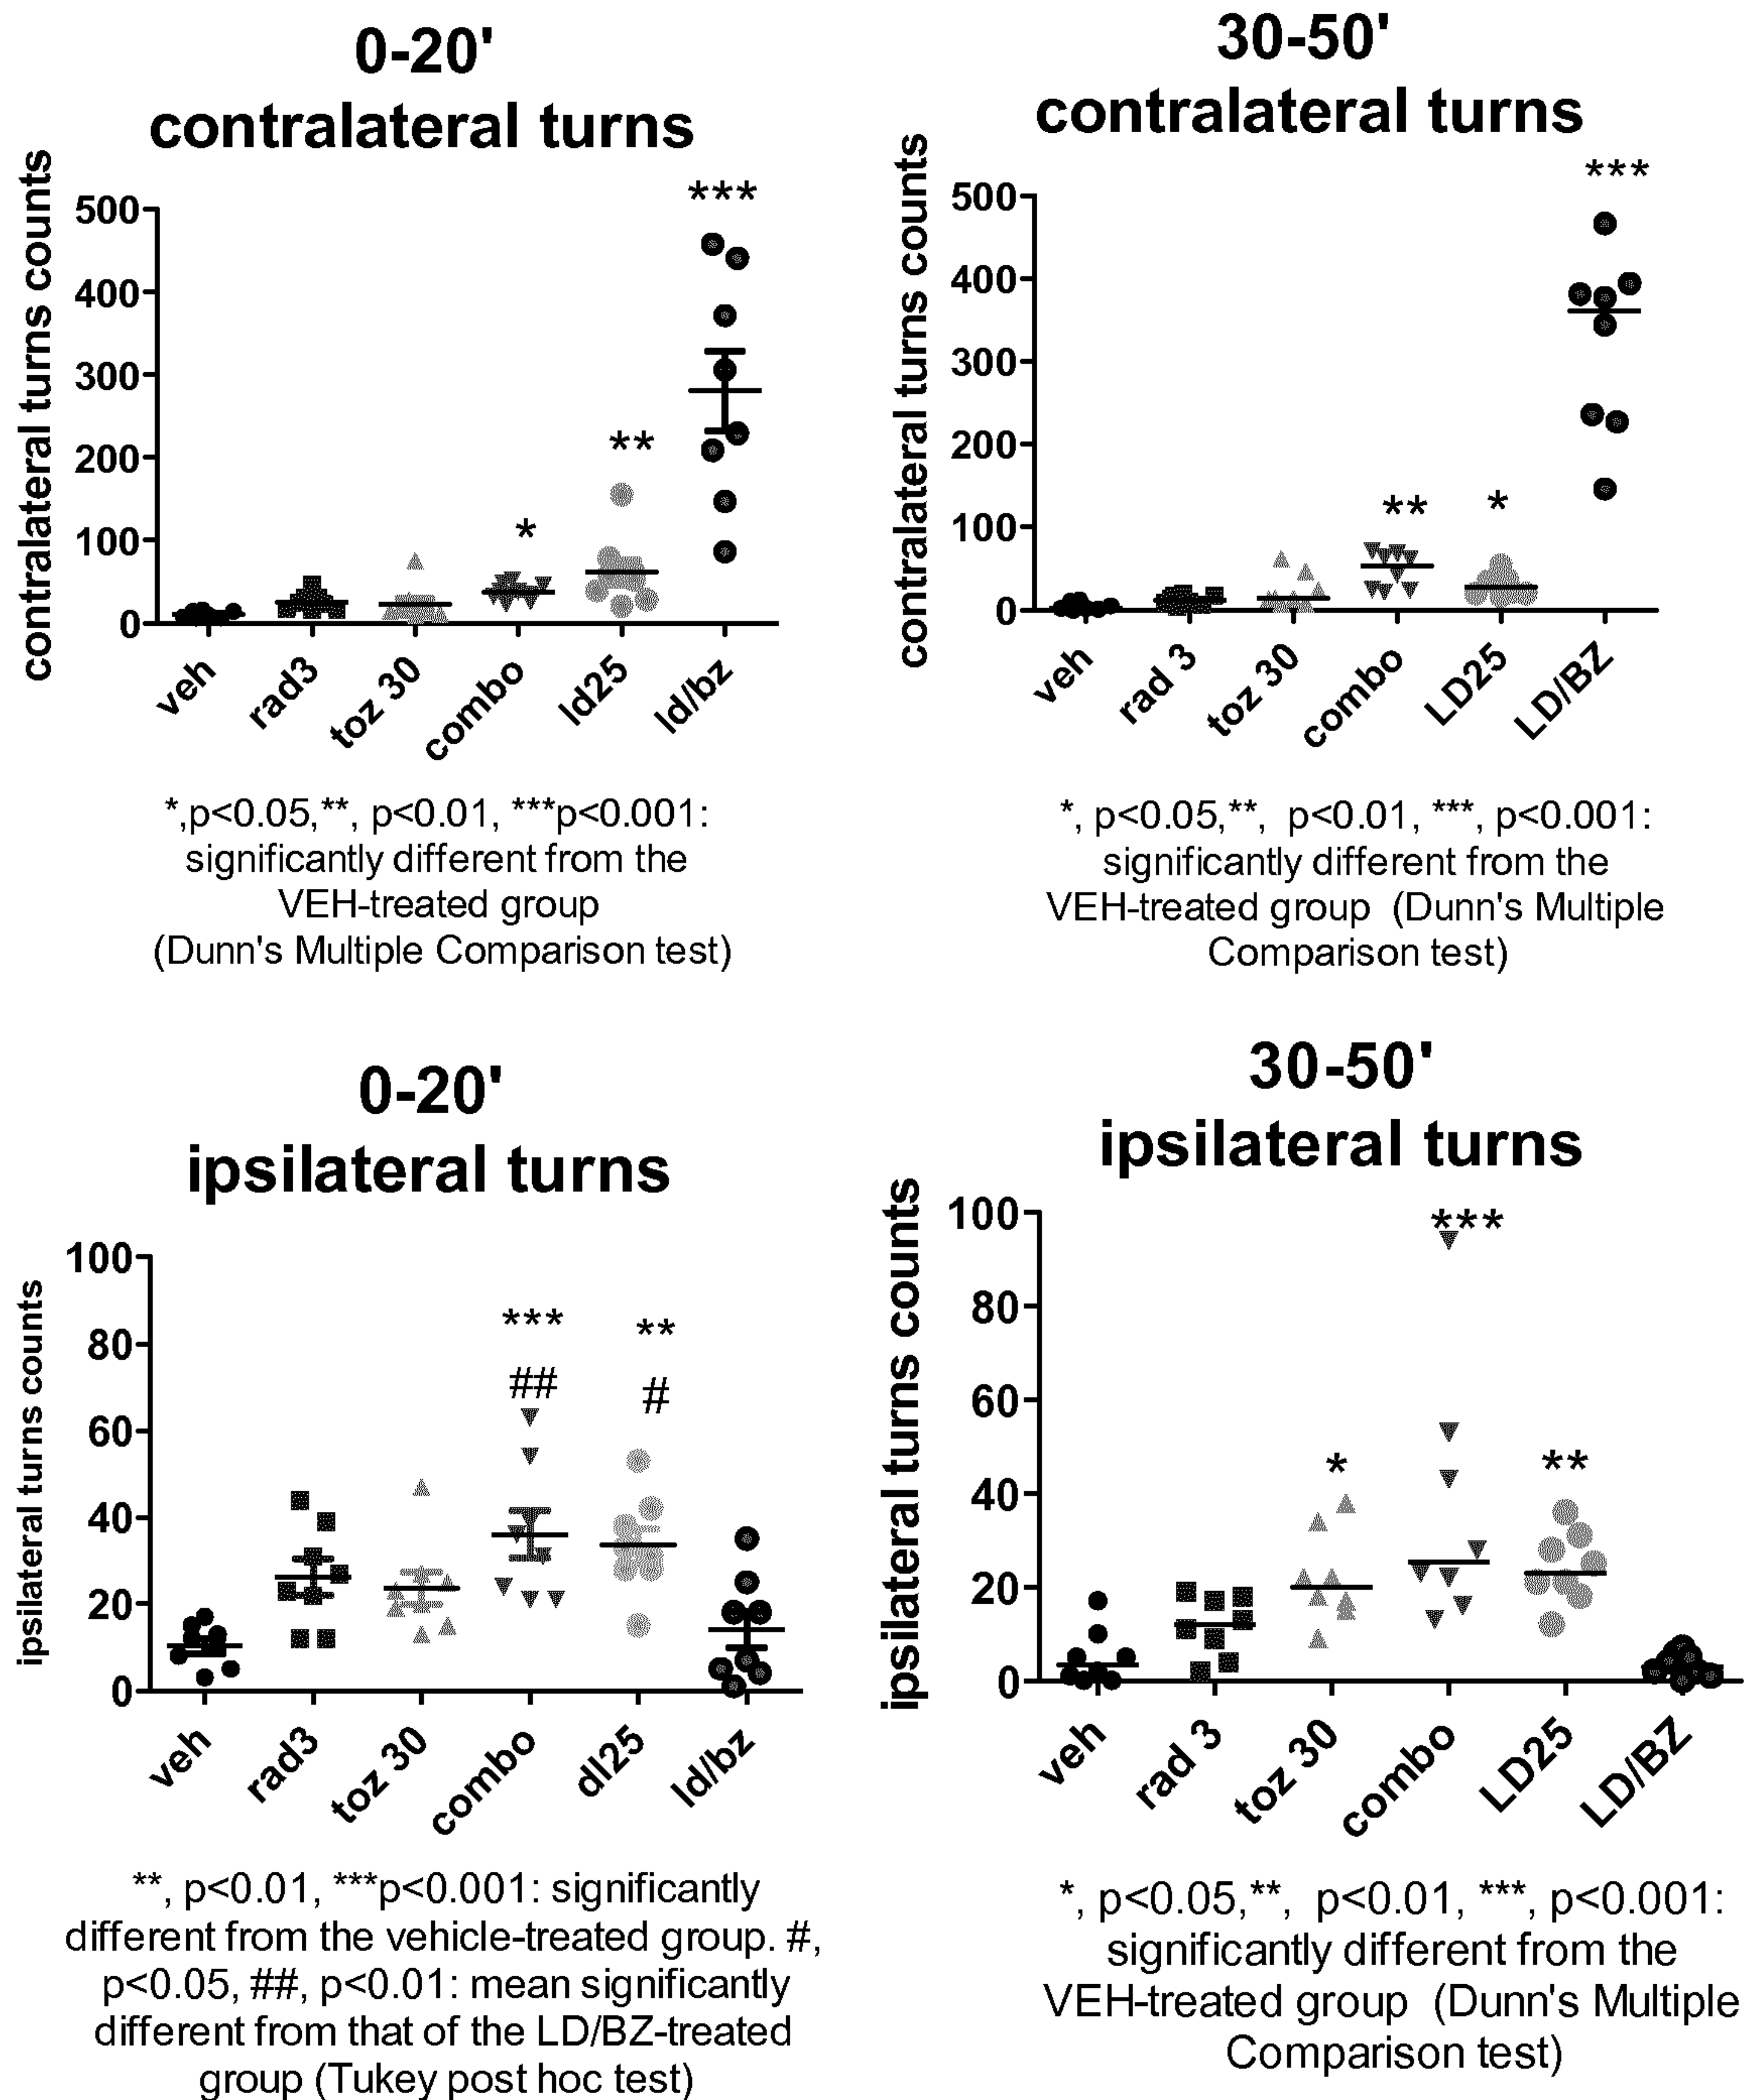 0-20'
contralateral turns
contralateral turns counts
500
400
300
200
100
0
***
**
*
veh
rad3
toz 30
combo
ld25
ld/bz
*,p<0.05,**, p<0.01, ***p<0.001:
significantly different from the
VEH-treated group
(Dunn's Multiple Comparison test)
30-50'
contralateral turns
contralateral turns counts
500
400
300
200
100
0
***
**
*
veh
rad 3
toz 30
combo
LD25
LD/BZ
*, p<0.05,**, p<0.01, ***, p<0.001:
significantly different from the
VEH-treated group (Dunn's Multiple
Comparison test)
0-20'
ipsilateral turns
ipsilateral turns counts
100
80
60
40
20
0
***
##
**
#
veh
rad3
toz 30
combo
dl25
ld/bz
**, p<0.01, ***p<0.001: significantly
different from the vehicle-treated group. #,
p<0.05, ##, p<0.01: mean significantly
different from that of the LD/BZ-treated
group (Tukey post hoc test)
30-50'
ipsilateral turns
ipsilateral turns counts
100
80
60
40
20
0
*
***
**
veh
rad 3
toz 30
combo
LD25
LD/BZ
*, p<0.05,**, p<0.01, ***, p<0.001:
significantly different from the
VEH-treated group (Dunn's Multiple
Comparison test)